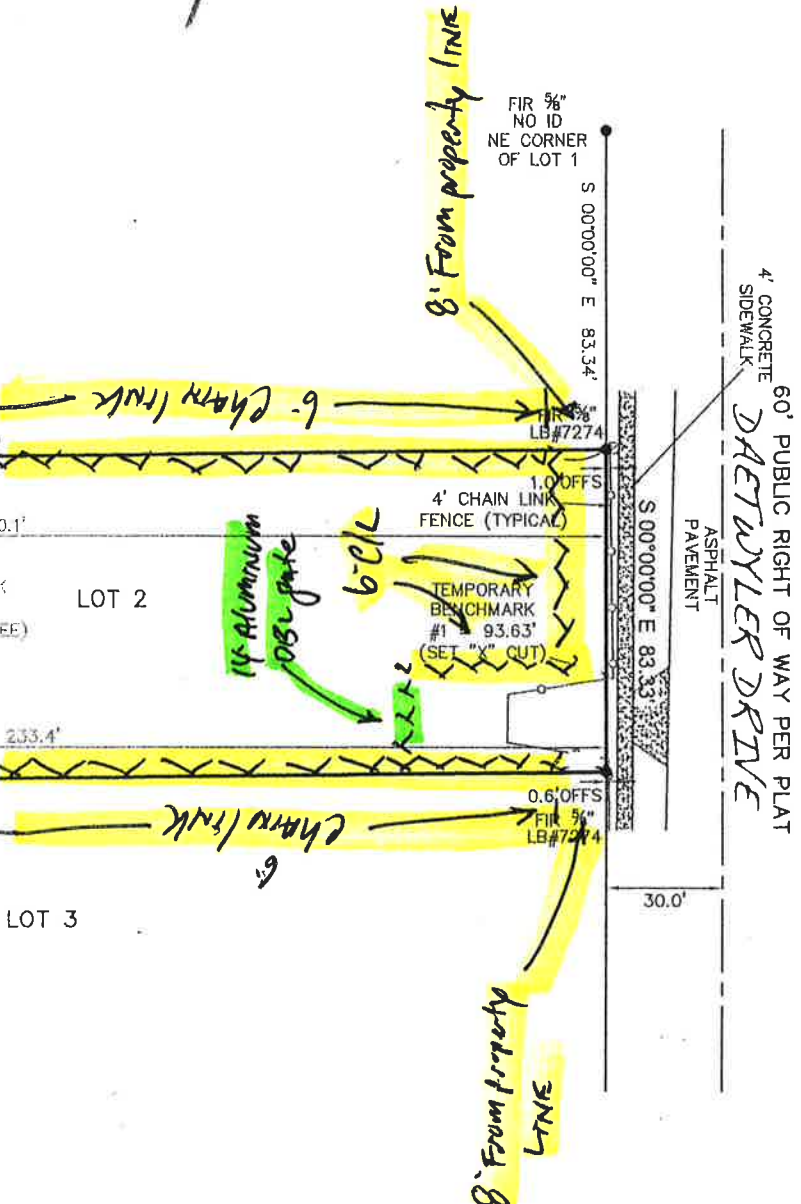 8' From property line
FIR 5/8"
NO ID
NE CORNER
OF LOT 1
S 00°00'00" E 83.34'
4' CONCRETE
SIDEWALK
60' PUBLIC RIGHT OF WAY PER PLAT
DAETWYLER DRIVE
ASPHALT
PAVEMENT
S 00°00'00" E 83.33'
6' Chain link
FIR 5/8"
LB#7274
1.0'OFFS
4' CHAIN LINK
FENCE (TYPICAL)
0.1'
LOT 2
14' Aluminum
DBL gate
6' C/L
TEMPORARY
BENCHMARK
#1 = 93.63'
(SET "X" CUT)
EE)
233.4'
0.6'OFFS
FIR 5/8"
LB#7274
6' Chain link
30.0'
LOT 3
8' From property
LINE